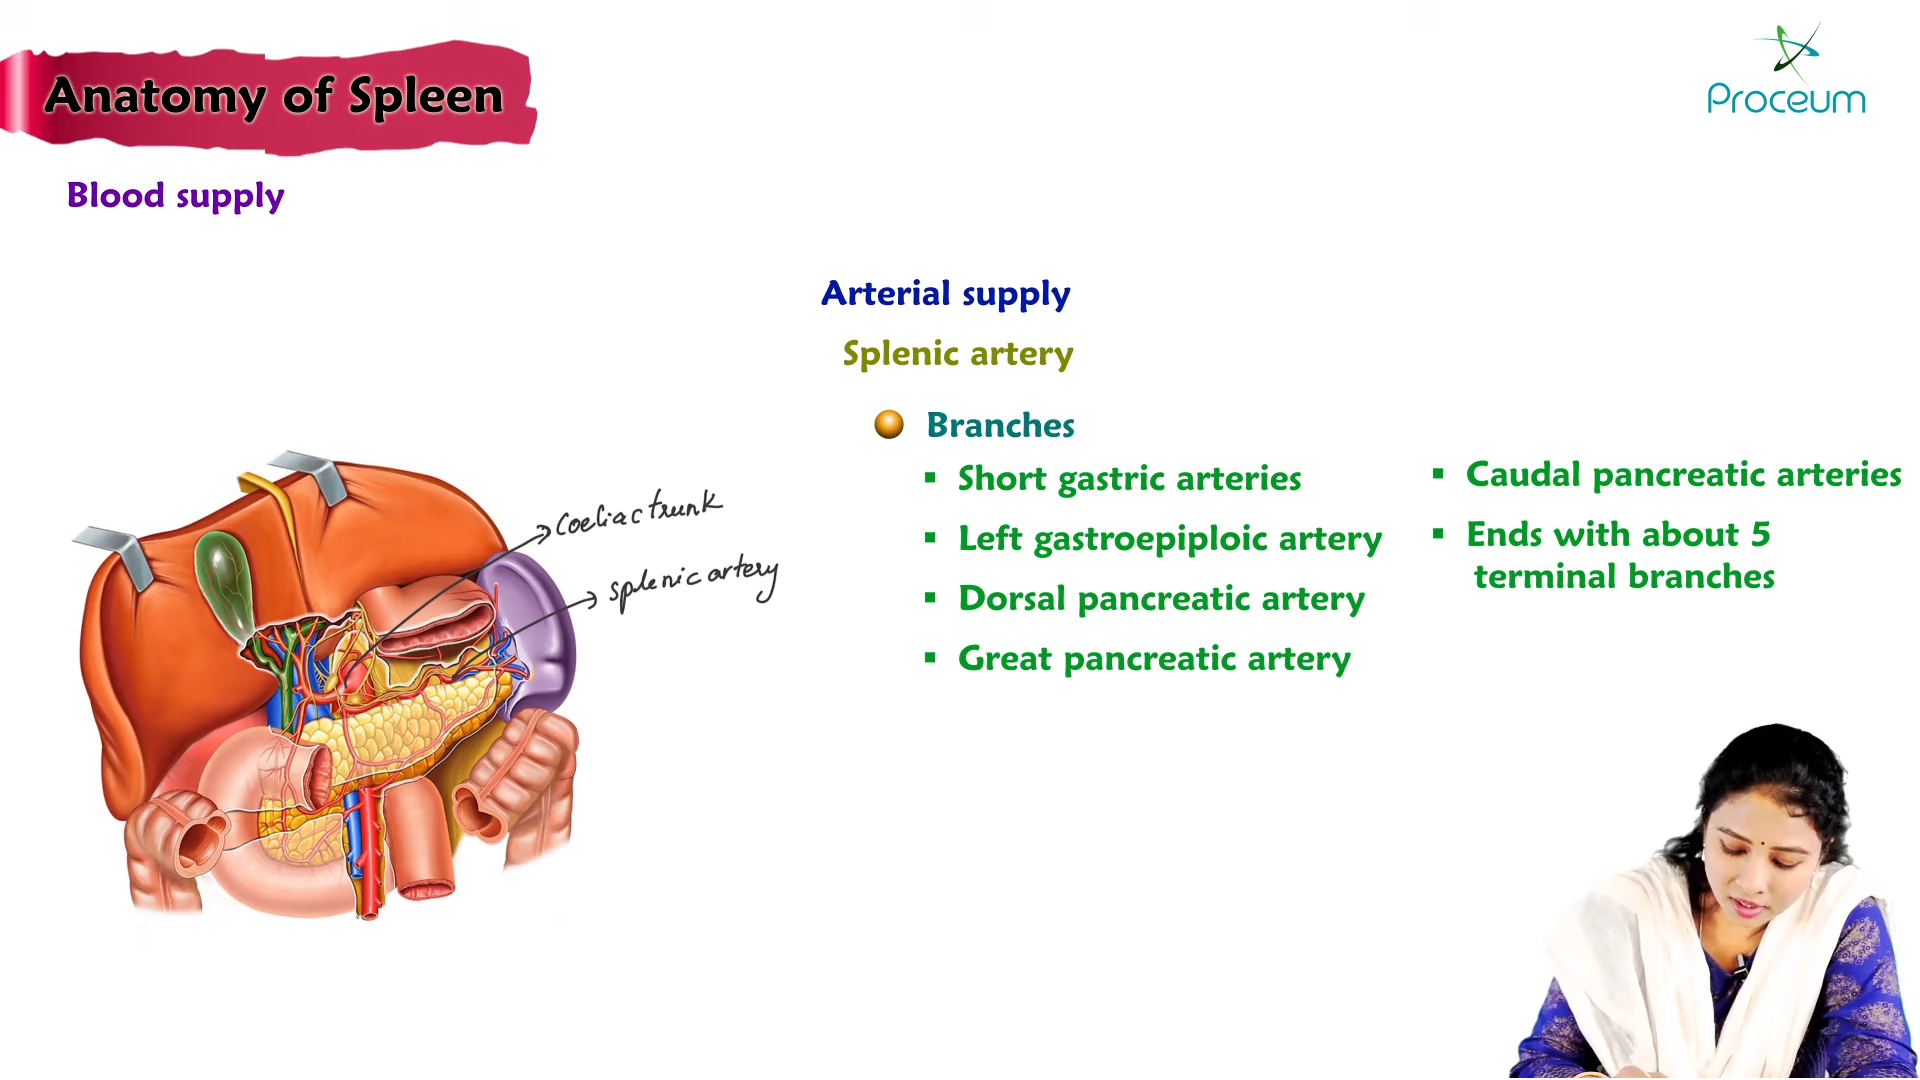 Anatomy of Spleen
Proceum
Blood supply
Arterial supply
Splenic artery
Branches
▪ Short gastric arteries
▪ Left gastroepiploic artery
▪ Dorsal pancreatic artery
▪ Great pancreatic artery
▪ Caudal pancreatic arteries
▪ Ends with about 5
terminal branches
coeliac trunk
splenic artery